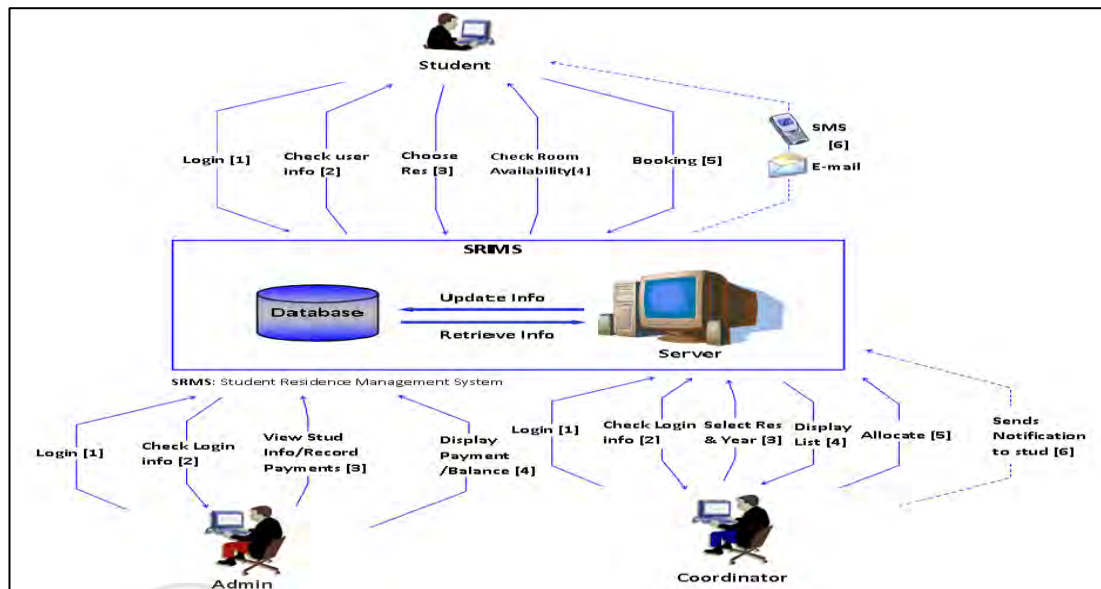 Student
SMS
[6]
E-mail
Login [1]
Check user
info [2]
Choose
Res [3]
Check Room
Availability[4]
Booking [5]
SRMS
Database
Update Info
Retrieve Info
Server
SRMS: Student Residence Management System
Login [1]
Check Login
info [2]
View Stud
Info/Record
Payments [3]
Display
Payment
/Balance [4]
Login [1]
Check Login
info [2]
Select Res
& Year [3]
Display
List [4]
Allocate [5]
Sends
Notification
to stud [6]
Admin
Coordinator